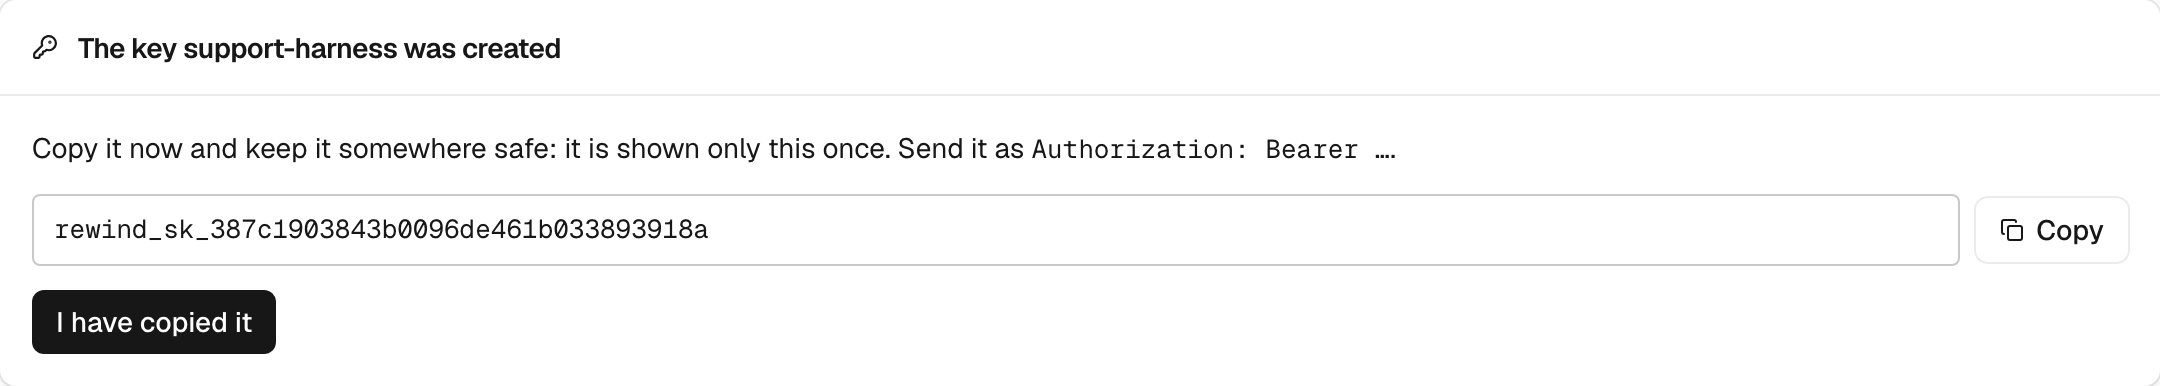 The key support-harness was created
Copy it now and keep it somewhere safe: it is shown only this once. Send it as Authorization: Bearer ….
rewind_sk_387c1903843b0096de461b033893918a
Copy
I have copied it